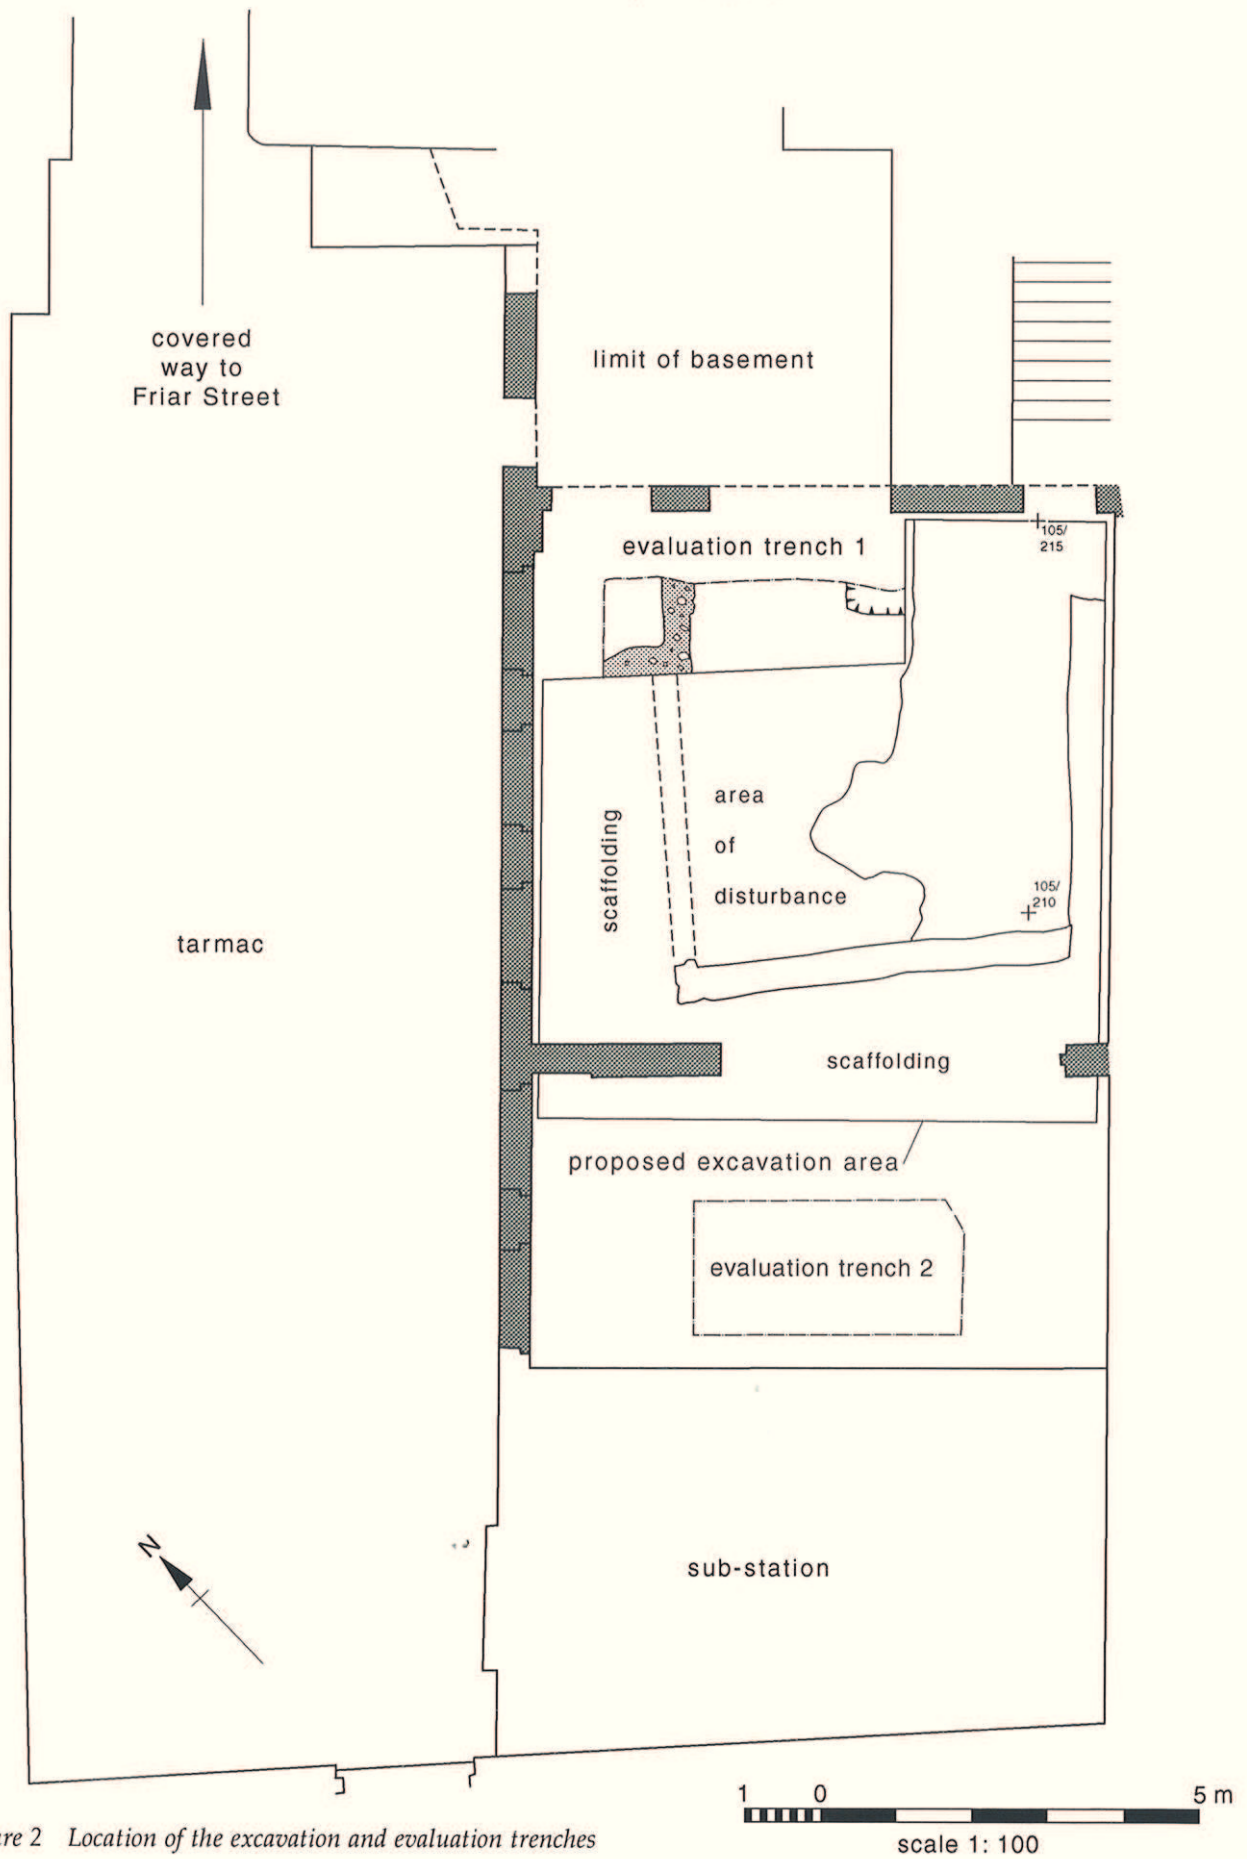 covered
way to
Friar Street
limit of basement
evaluation trench 1
105/
215
scaffolding
area
of
disturbance
105/
210
tarmac
scaffolding
proposed excavation area
evaluation trench 2
sub-station
N
1 0 5 m
scale 1: 100
re 2 Location of the excavation and evaluation trenches